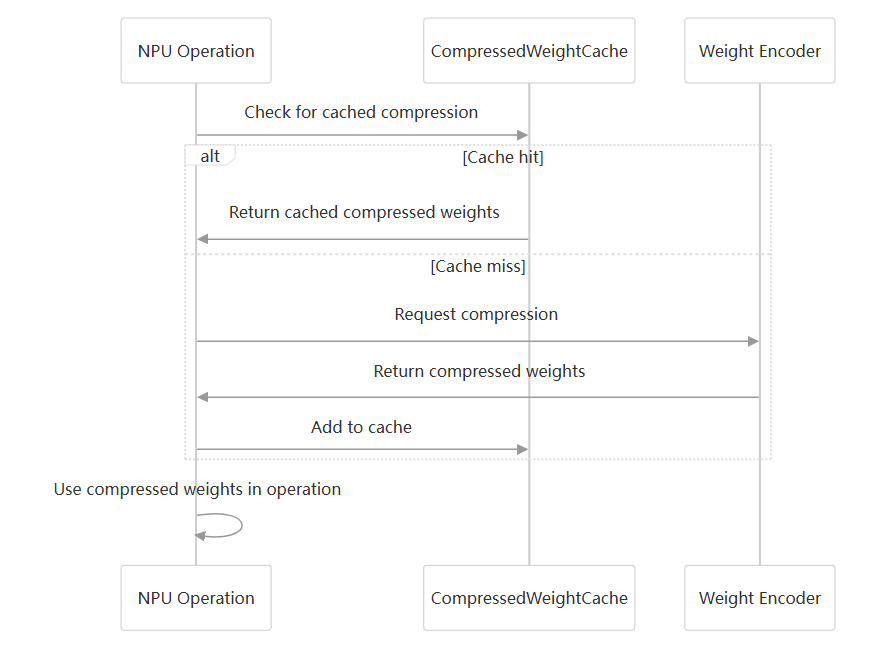 NPU Operation
CompressedWeightCache
Weight Encoder
Check for cached compression
alt
[Cache hit]
Return cached compressed weights
[Cache miss]
Request compression
Return compressed weights
Add to cache
Use compressed weights in operation
NPU Operation
CompressedWeightCache
Weight Encoder